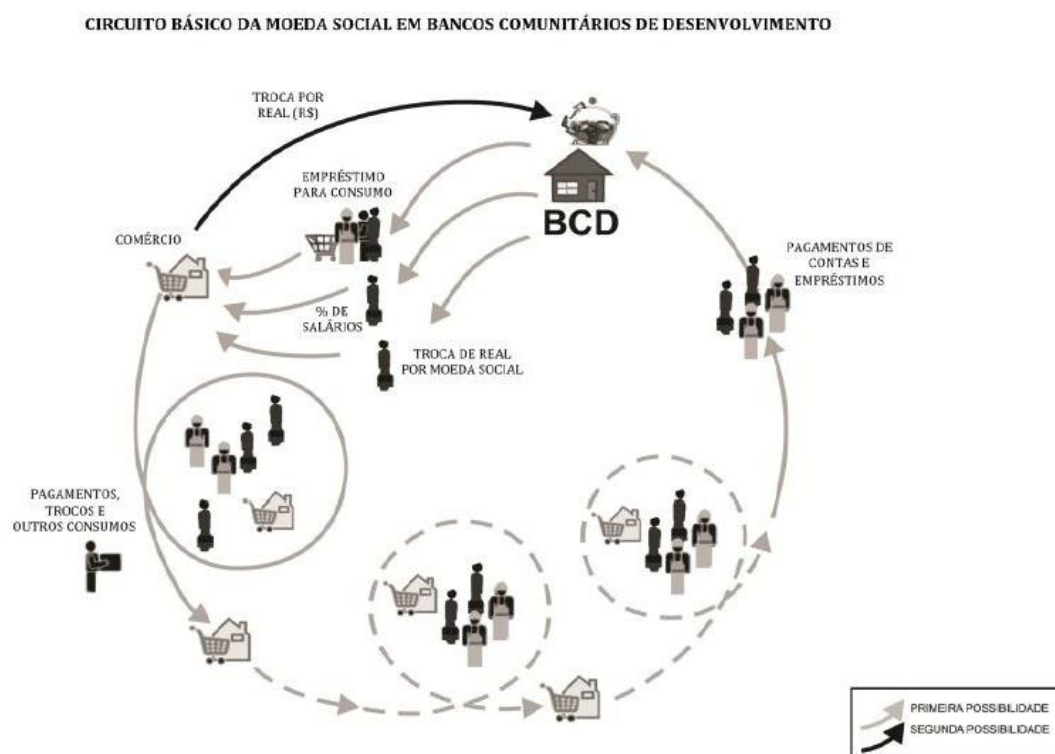 CIRCUITO BÁSICO DA MOEDA SOCIAL EM BANCOS COMUNITÁRIOS DE DESENVOLVIMENTO
TROCA POR
REAL (R$)
EMPRÉSTIMO
PARA CONSUMO
BCD
COMÉRCIO
PAGAMENTOS DE
CONTAS E
EMPRÉSTIMOS
% DE
SALÁRIOS
TROCA DE REAL
POR MOEDA SOCIAL
PAGAMENTOS,
TROCOS E
OUTROS CONSUMOS
PRIMEIRA POSSIBILIDADE
SEGUNDA POSSIBILIDADE